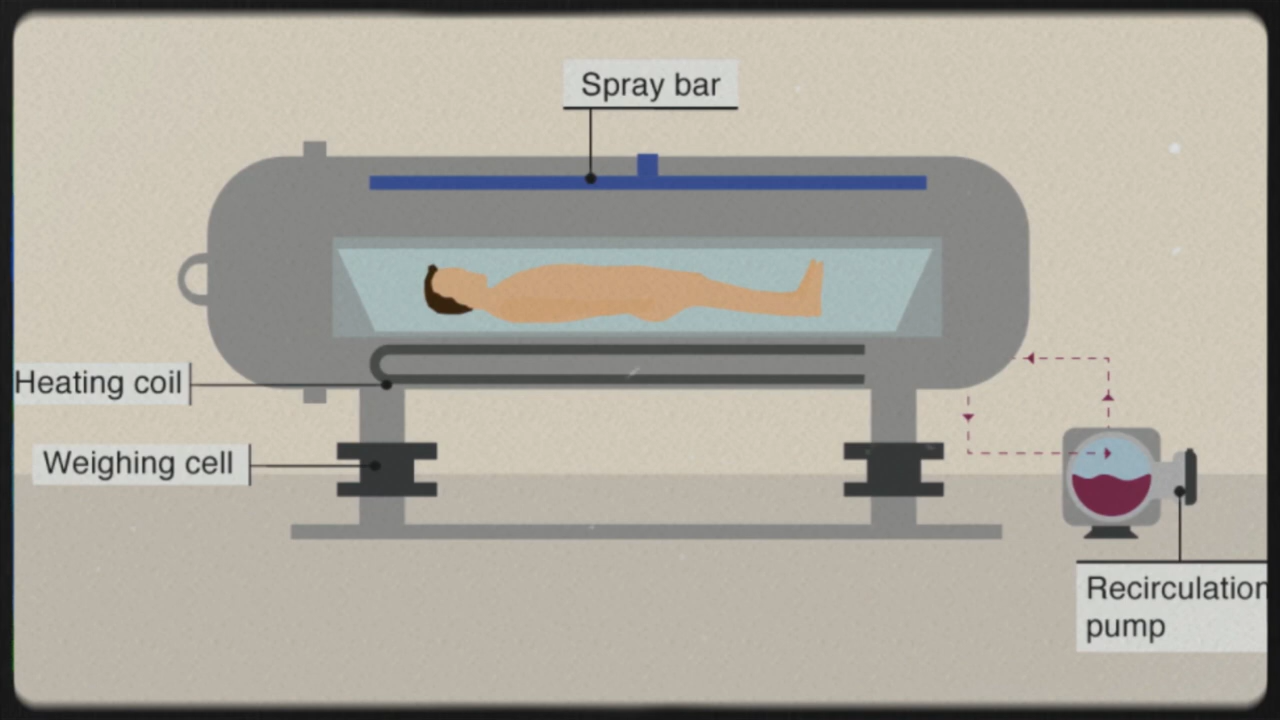 Spray bar
Heating coil
Weighing cell
Recirculation
pump